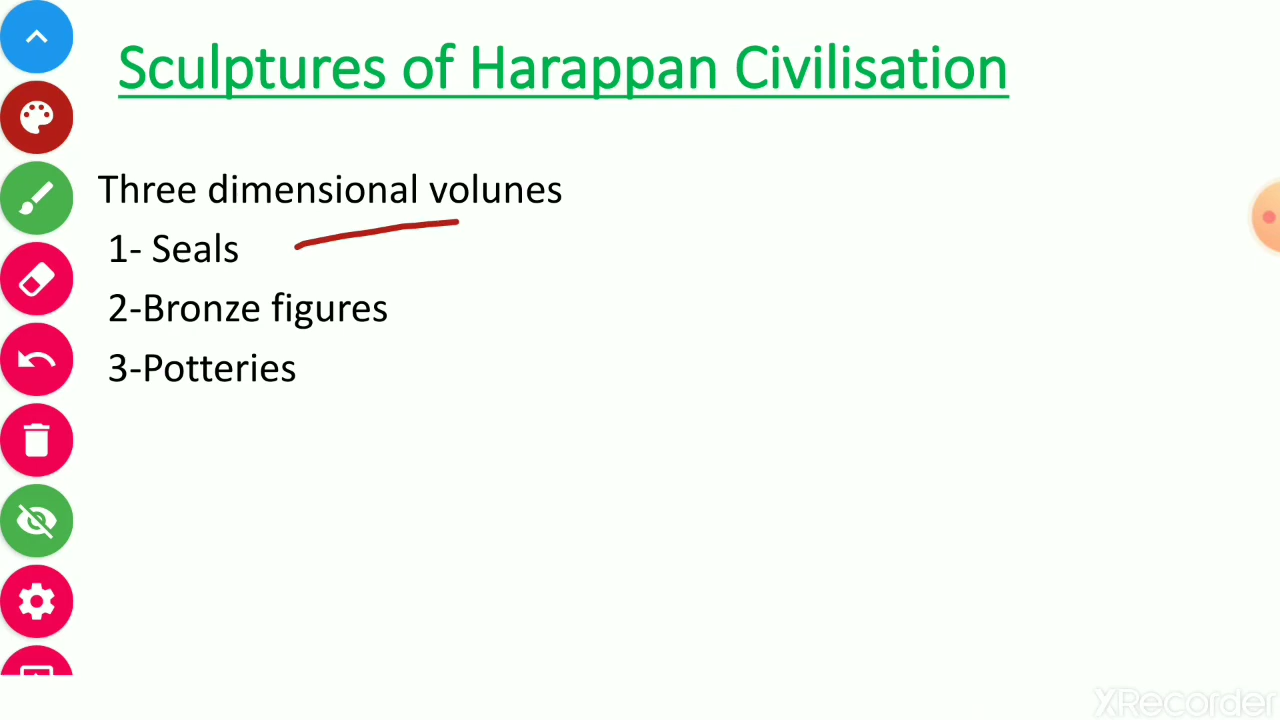 Sculptures of Harappan Civilisation
Three dimensional volunes
1- Seals
2-Bronze figures
3-Potteries
XRecorder